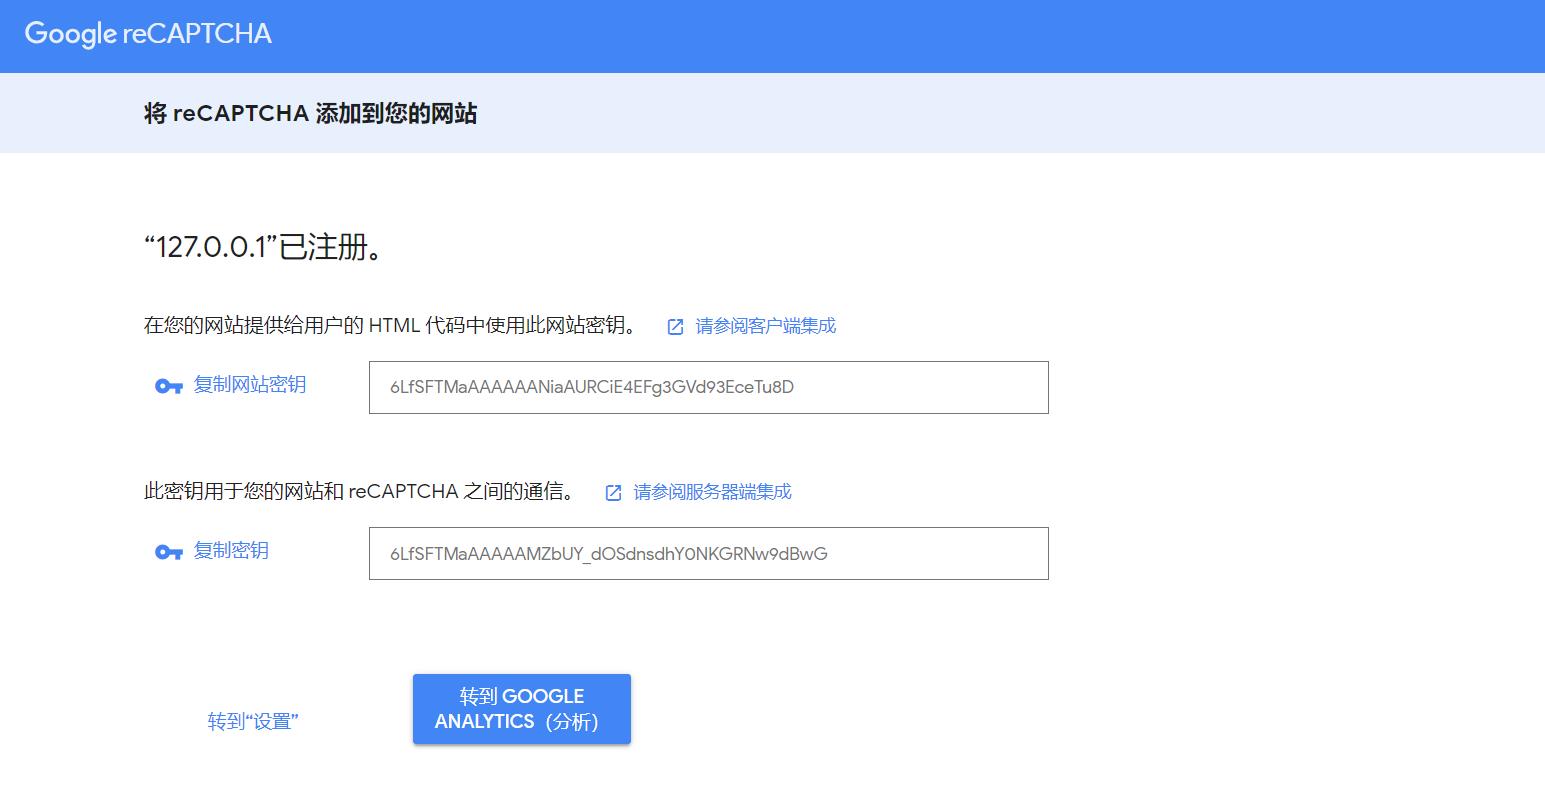 Google reCAPTCHA
将 reCAPTCHA 添加到您的网站
“127.0.0.1”已注册。
在您的网站提供给用户的 HTML 代码中使用此网站密钥。 请参阅客户端集成
复制网站密钥 6LfSFTMaAAAAAANiaAURCiE4EFg3GVd93EceTu8D
此密钥用于您的网站和 reCAPTCHA 之间的通信。 请参阅服务器端集成
复制密钥 6LfSFTMaAAAAAMZbUY_dOSdnsdhY0NKGRNw9dBwG
转到“设置”
转到 GOOGLE
ANALYTICS（分析）